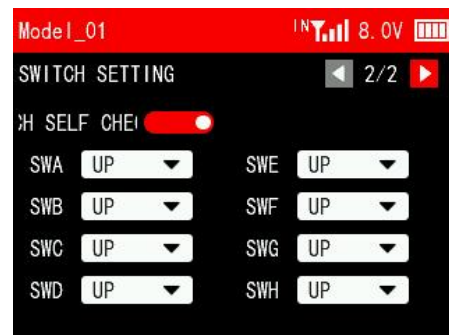 Model_01 IN 8.0V
SWITCH SETTING 2/2
H SELF CHE
SWA UP SWE UP
SWB UP SWF UP
SWC UP SWG UP
SWD UP SWH UP